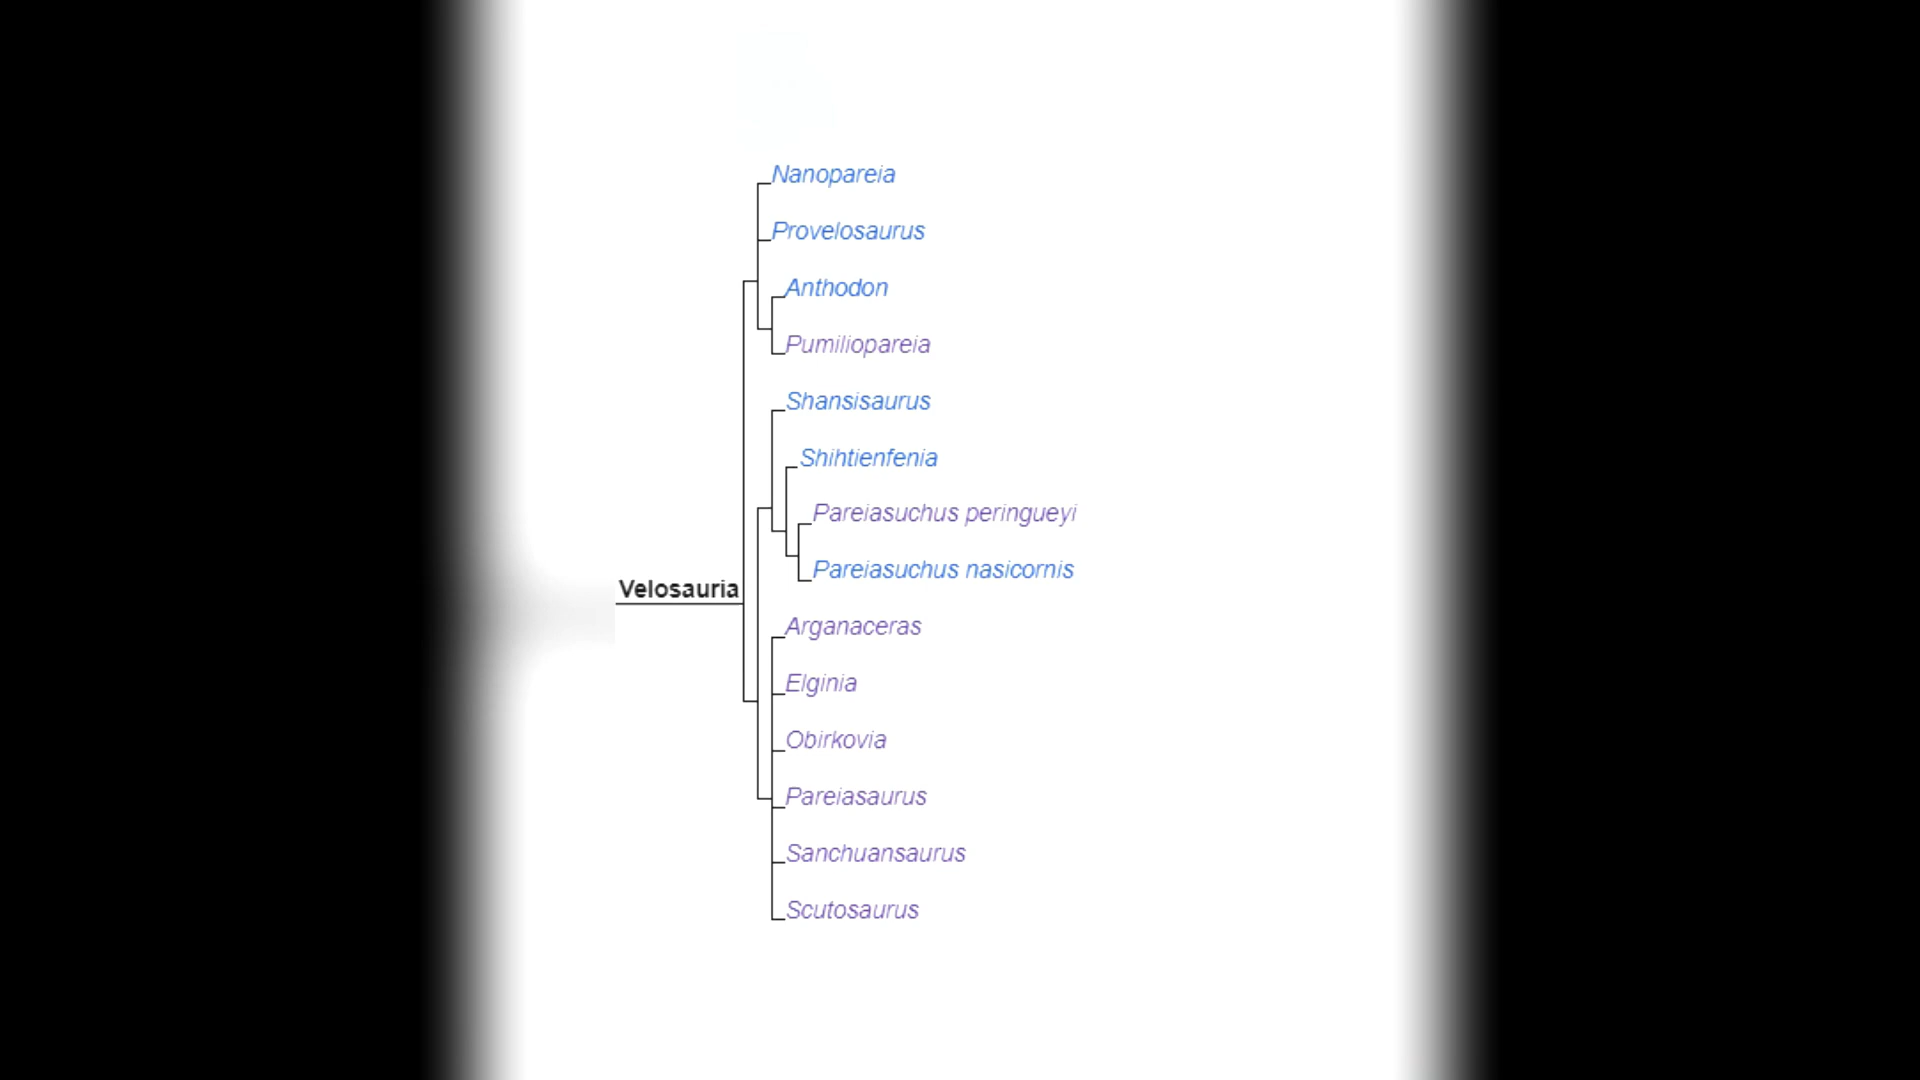 Nanopareia
Provelosaurus
Anthodon
Pumiliopareia
Shansisaurus
Shihtienfenia
Pareiasuchus peringueyi
Pareiasuchus nasicornis
Velosauria
Arganaceras
Elginia
Obirkovia
Pareiasaurus
Sanchuansaurus
Scutosaurus